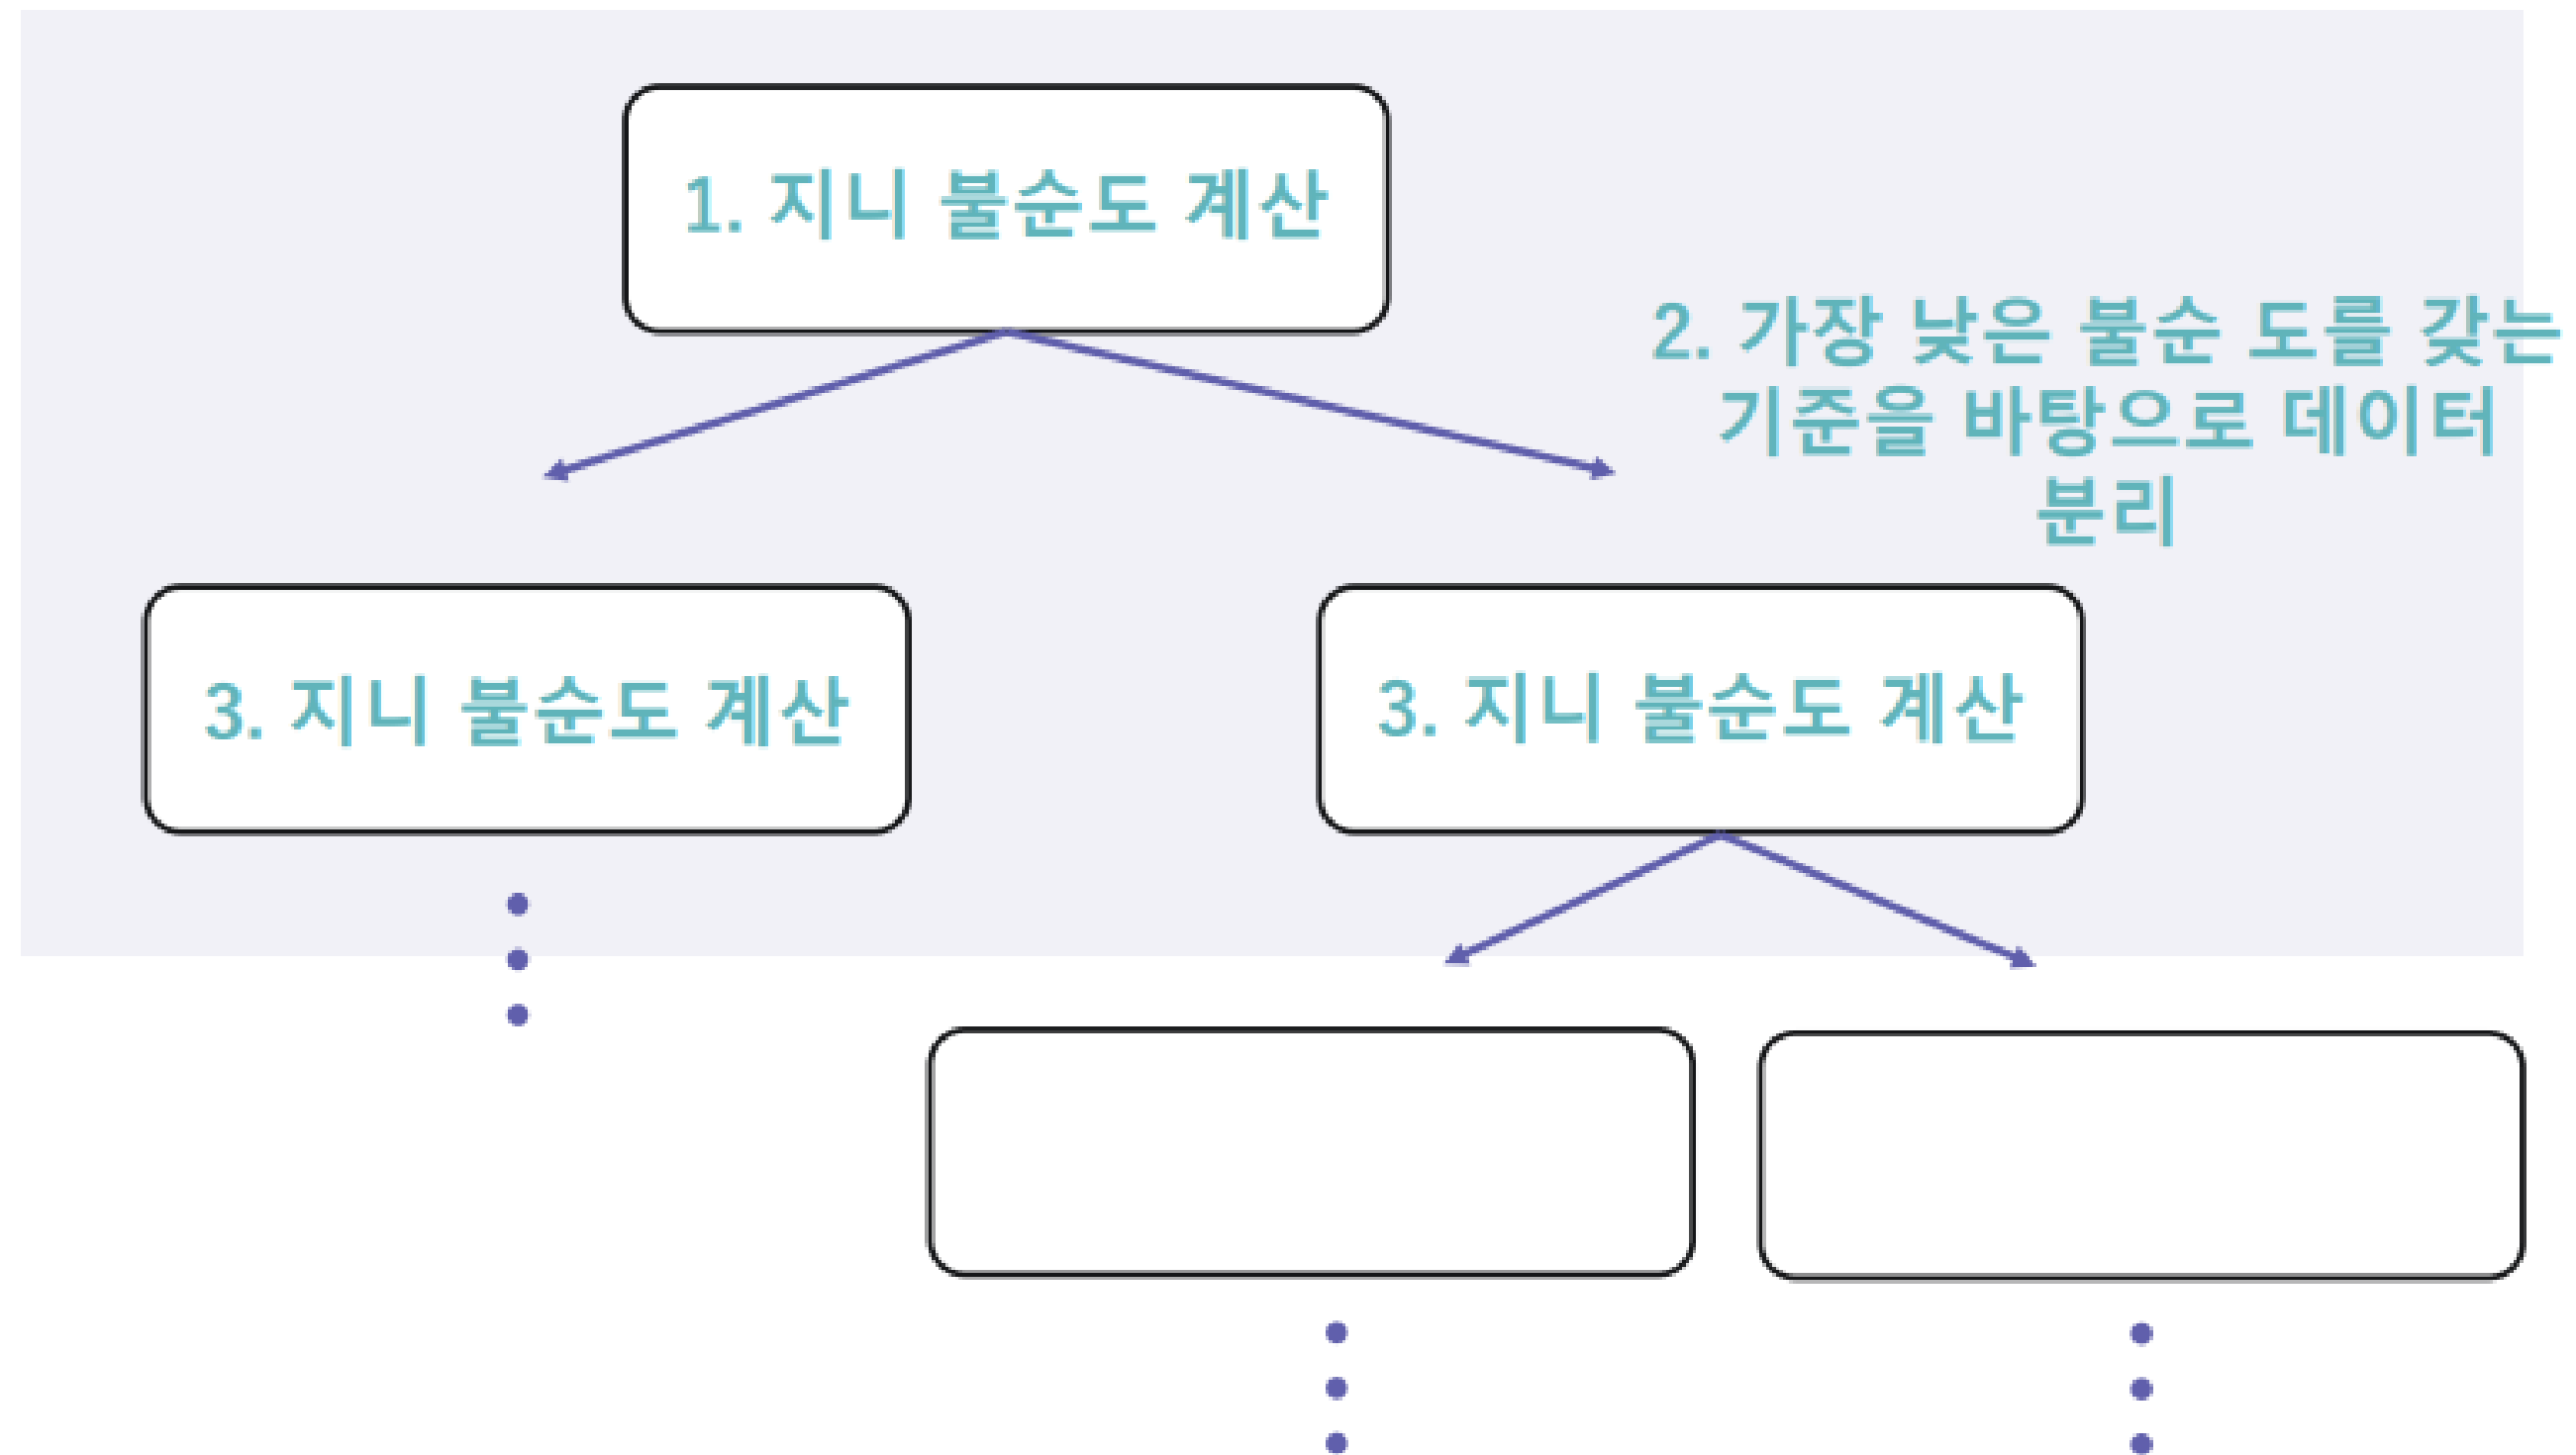 1. 지니 불순도 계산
2. 가장 낮은 불순 도를 갖는
기준을 바탕으로 데이터
분리
3. 지니 불순도 계산
3. 지니 불순도 계산